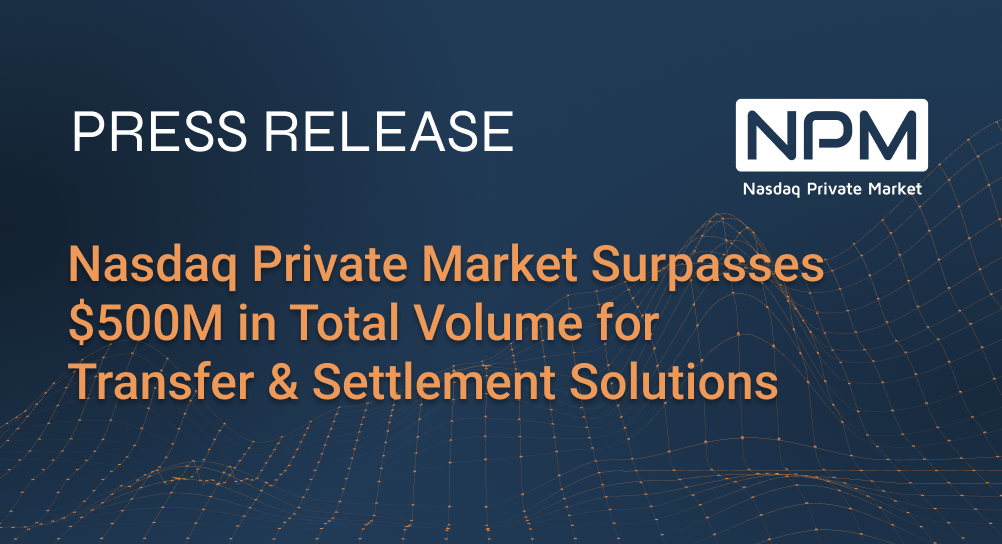 PRESS RELEASE
NPM
Nasdaq Private Market
Nasdaq Private Market Surpasses
$500M in Total Volume for
Transfer & Settlement Solutions